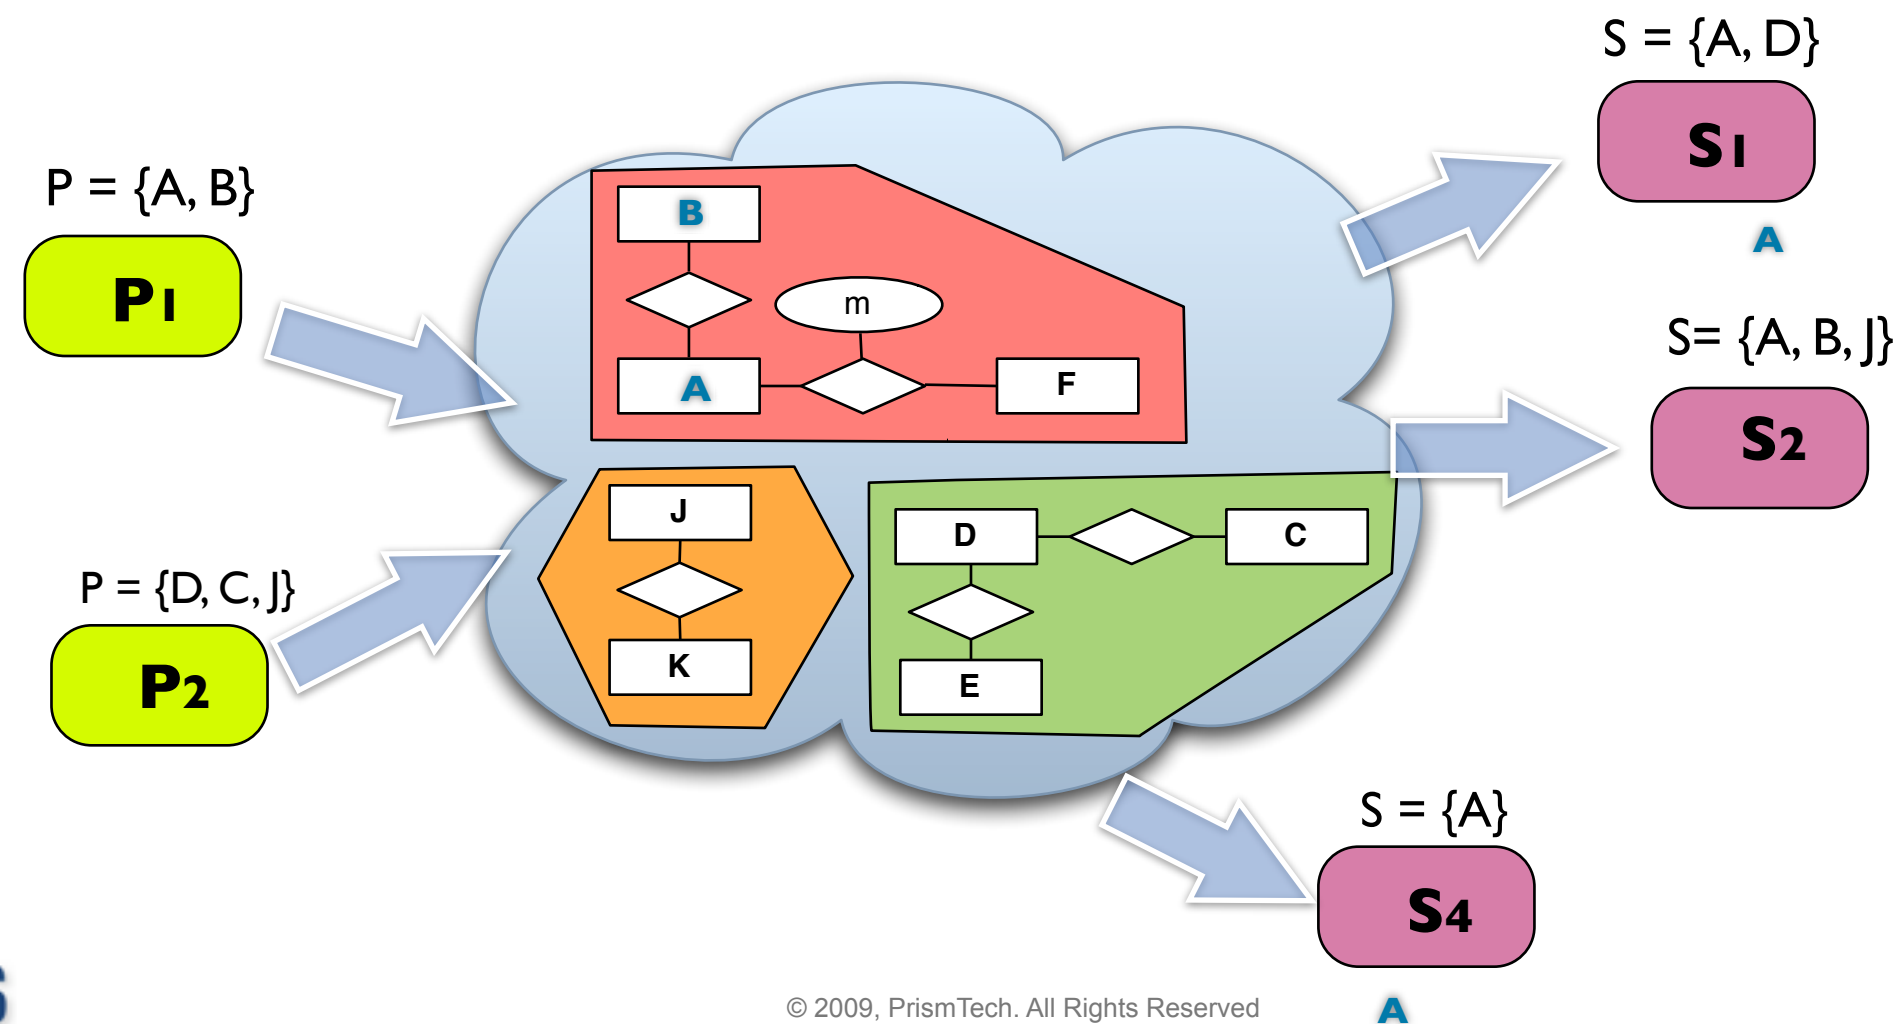 S = {A, D}
S1
A
P = {A, B}
P1
B
m
A
F
S= {A, B, J}
S2
J
D
C
K
E
P = {D, C, J}
P2
S = {A}
S4
A
© 2009, PrismTech. All Rights Reserved